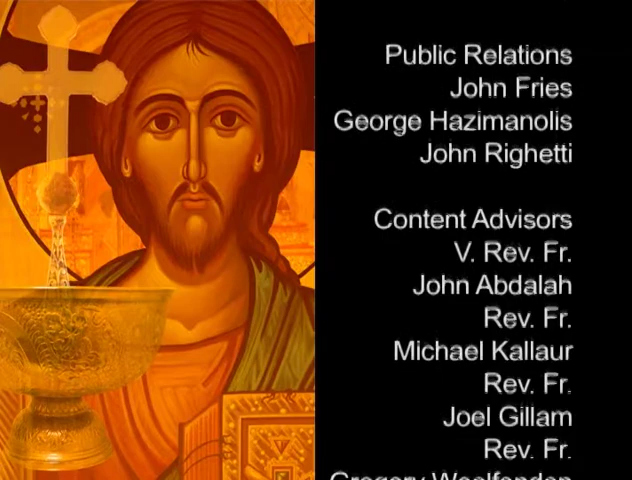 Public Relations
John Fries
George Hazimanolis
John Righetti
Content Advisors
V. Rev. Fr.
John Abdalah
Rev. Fr.
Michael Kallaur
Rev. Fr.
Joel Gillam
Rev. Fr.
Gregory